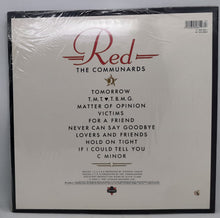 Red
THE COMMUNARDS
TOMORROW
T.M.T.♥T.B.M.G.
MATTER OF OPINION
VICTIMS
FOR A FRIEND
NEVER CAN SAY GOODBYE
LOVERS AND FRIENDS
HOLD ON TIGHT
IF I COULD TELL YOU
C MINOR